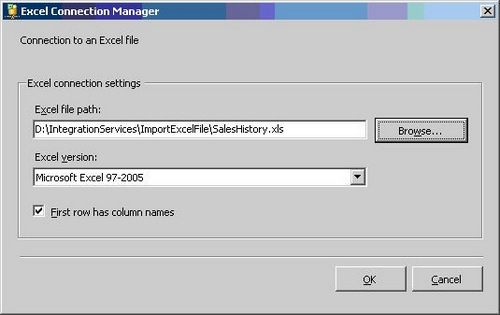 Excel Connection Manager
Connection to an Excel file
Excel connection settings
Excel file path:
D:\IntegrationServices\ImportExcelFile\SalesHistory.xls
Browse...
Excel version:
Microsoft Excel 97-2005
First row has column names
OK
Cancel